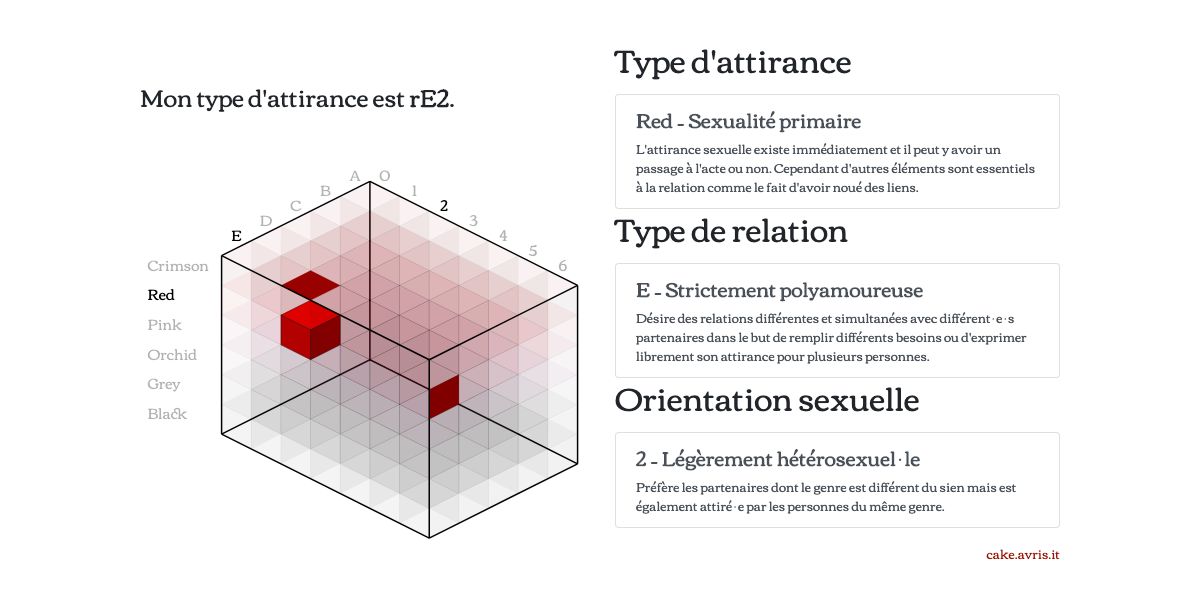 Mon type d'attirance est rE2.
A
B
C
D
E
O
1
2
3
4
5
6
Crimson
Red
Pink
Orchid
Grey
Black
Type d'attirance
Red - Sexualité primaire
L'attirance sexuelle existe immédiatement et il peut y avoir un
passage à l'acte ou non. Cependant d'autres éléments sont essentiels
à la relation comme le fait d'avoir noué des liens.
Type de relation
E - Strictement polyamoureuse
Désire des relations différentes et simultanées avec différent·e·s
partenaires dans le but de remplir différents besoins ou d'exprimer
librement son attirance pour plusieurs personnes.
Orientation sexuelle
2 - Légèrement hétérosexuel·le
Préfère les partenaires dont le genre est différent du sien mais est
également attiré·e par les personnes du même genre.
cake.avris.it